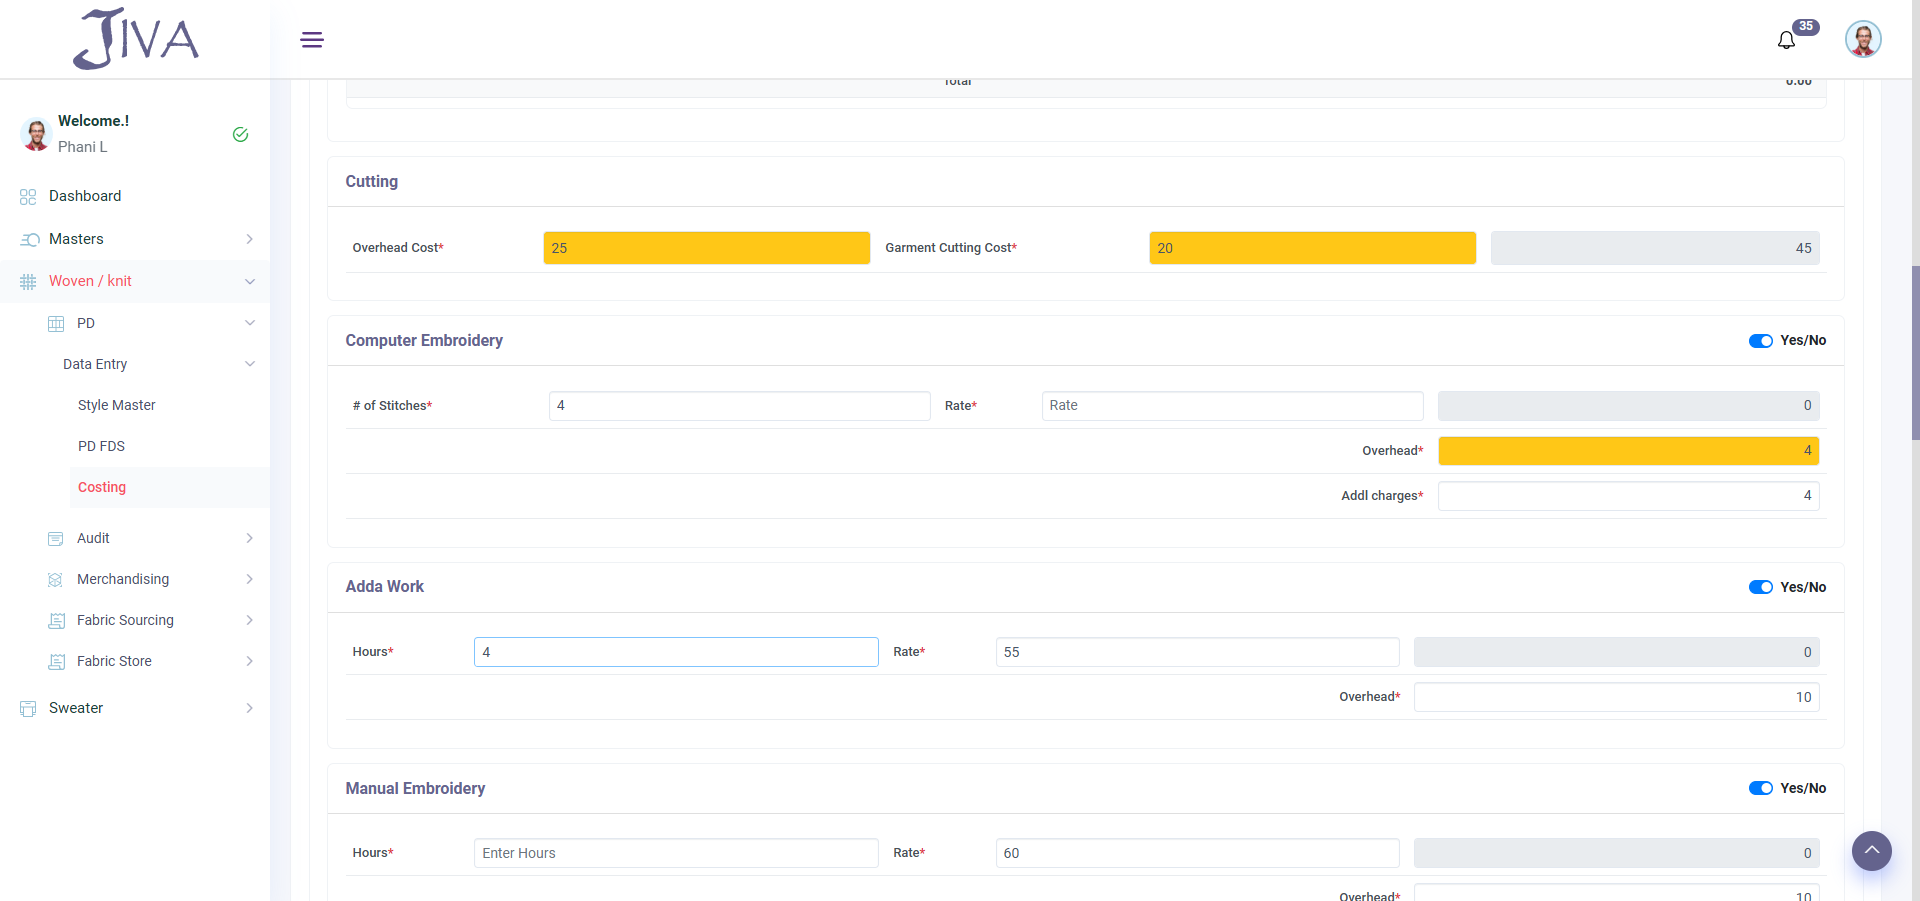 JIVA
35
Welcome.!
Phani L
Dashboard
Masters
Woven / knit
PD
Data Entry
Style Master
PD FDS
Costing
Audit
Merchandising
Fabric Sourcing
Fabric Store
Sweater
Total 0.00
Cutting
Overhead Cost* 25 Garment Cutting Cost* 20 45
Computer Embroidery Yes/No
# of Stitches* 4 Rate* Rate 0
Overhead* 4
Addl charges* 4
Adda Work Yes/No
Hours* 4 Rate* 55 0
Overhead* 10
Manual Embroidery Yes/No
Hours* Enter Hours Rate* 60 0
Overhead* 10